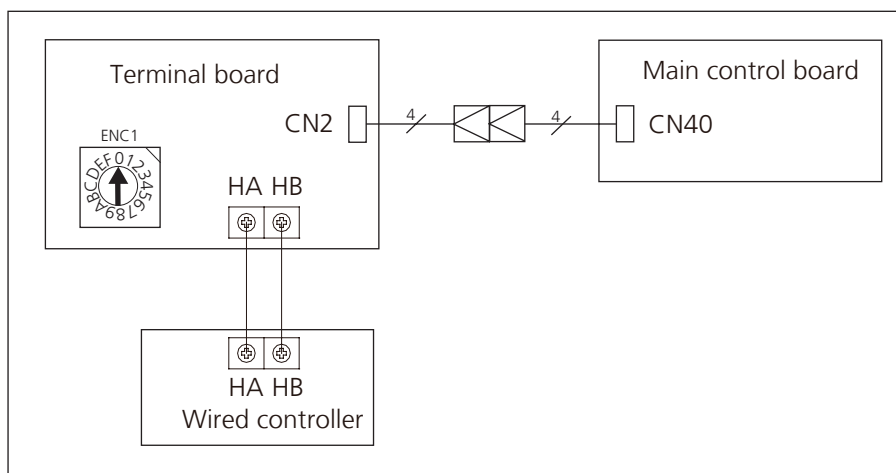 Terminal board
Main control board
CN2
4
4
CN40
ENC1
0123456789ABCDEF
HA HB
HA HB
Wired controller